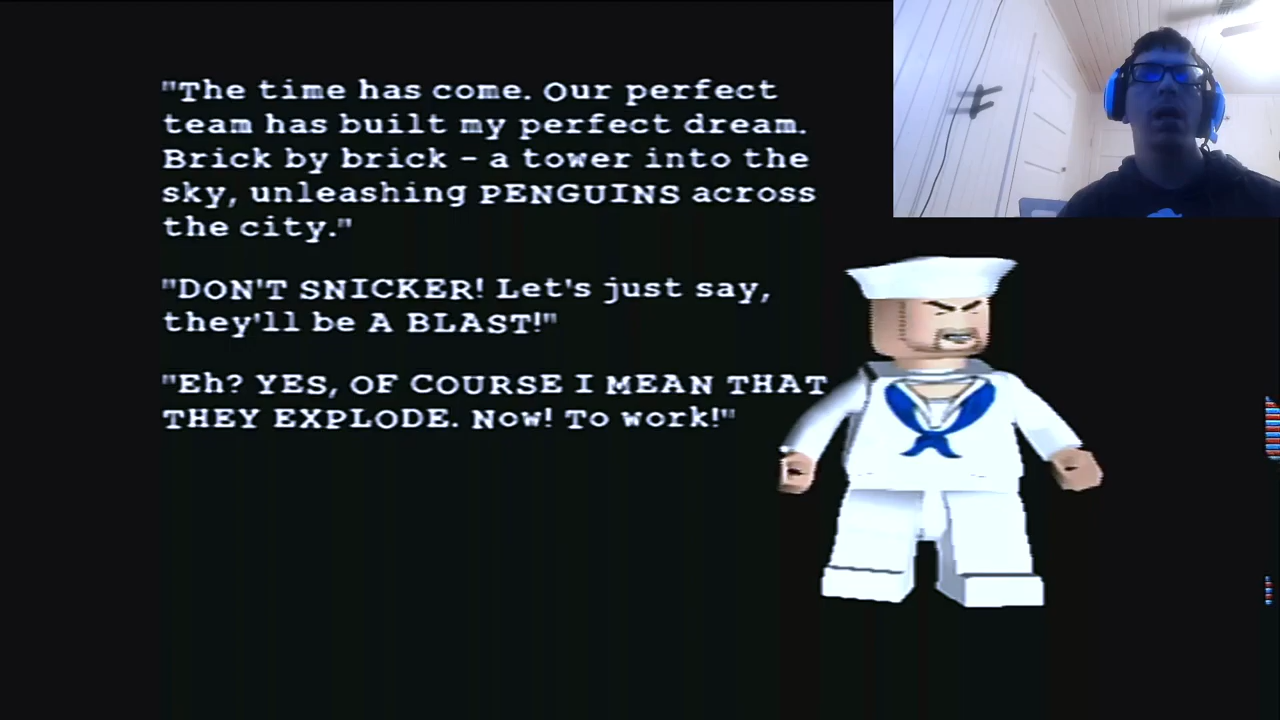 "The time has come. Our perfect
team has built my perfect dream.
Brick by brick - a tower into the
sky, unleashing PENGUINS across
the city."
"DON'T SNICKER! Let's just say,
they'll be A BLAST!"
"Eh? YES, OF COURSE I MEAN THAT
THEY EXPLODE. Now! To work!"